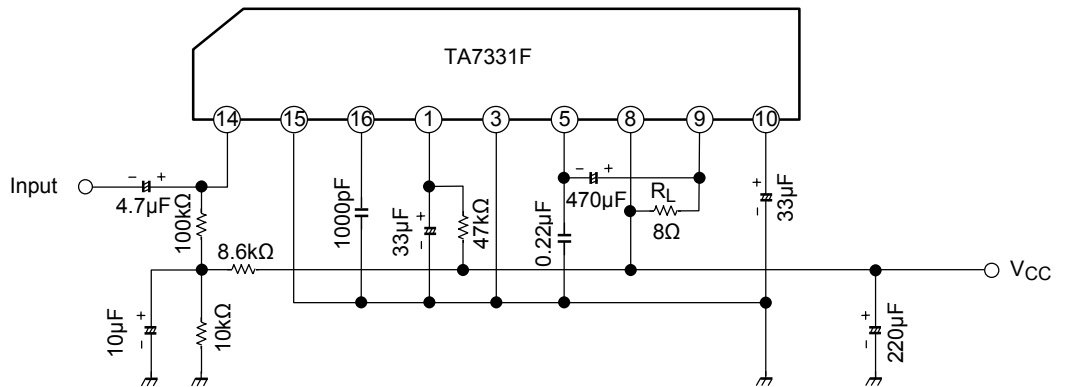 TA7331F
14 15 16 1 3 5 8 9 10
Input
− +
4.7μF
100kΩ
1000pF
+
33μF
−
47kΩ
0.22μF
− +
470μF
RL
8Ω
+
33μF
−
8.6kΩ
VCC
+
10μF
−
10kΩ
+
220μF
−